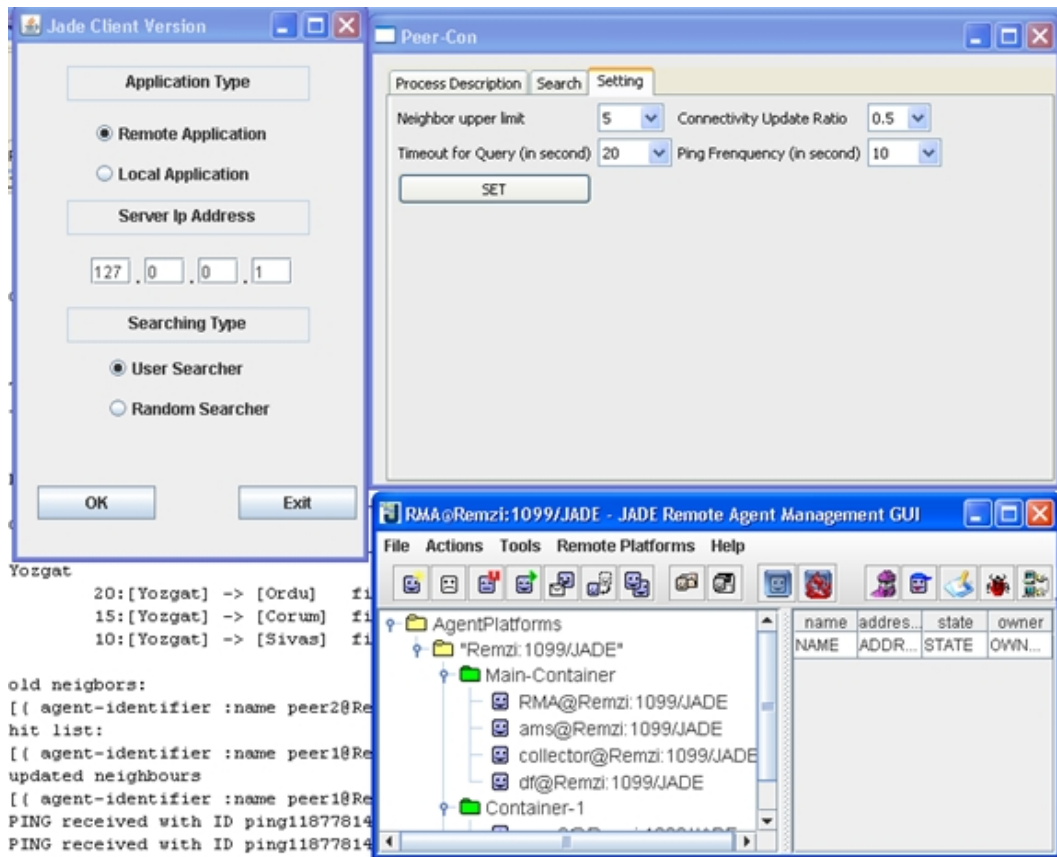 Jade Client Version
Application Type
Remote Application
Local Application
Server Ip Address
127 . 0 . 0 . 1
Searching Type
User Searcher
Random Searcher
OK Exit
Peer-Con
Process Description Search Setting
Neighbor upper limit 5 Connectivity Update Ratio 0.5
Timeout for Query (in second) 20 Ping Frenquency (in second) 10
SET
Yozgat
20:[Yozgat] -> [Ordu]
15:[Yozgat] -> [Corum]
10:[Yozgat] -> [Sivas]
old neigbors:
[( agent-identifier :name peer2@Re
hit list:
[( agent-identifier :name peer1@Re
updated neighbours
[( agent-identifier :name peer1@Re
PING received with ID ping11877814
PING received with ID ping11877814
RMA@Remzi:1099/JADE - JADE Remote Agent Management GUI
File Actions Tools Remote Platforms Help
AgentPlatforms
"Remzi:1099/JADE"
Main-Container
RMA@Remzi:1099/JADE
ams@Remzi:1099/JADE
collector@Remzi:1099/JADE
df@Remzi:1099/JADE
Container-1
name addres... state owner
NAME ADDR... STATE OWN...